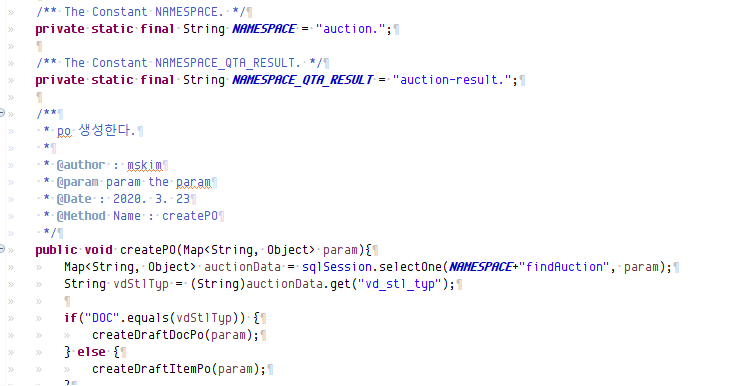 /** The Constant NAMESPACE. */
private static final String NAMESPACE = "auction.";
/** The Constant NAMESPACE_QTA_RESULT. */
private static final String NAMESPACE_QTA_RESULT = "auction-result.";
/**
* po 생성한다.
*
* @author : mskim
* @param param the param
* @Date : 2020. 3. 23
* @Method Name : createPO
*/
public void createPO(Map<String, Object> param){
Map<String, Object> auctionData = sqlSession.selectOne(NAMESPACE+"findAuction", param);
String vdStlTyp = (String)auctionData.get("vd_stl_typ");
if("DOC".equals(vdStlTyp)) {
createDraftDocPo(param);
} else {
createDraftItemPo(param);
}